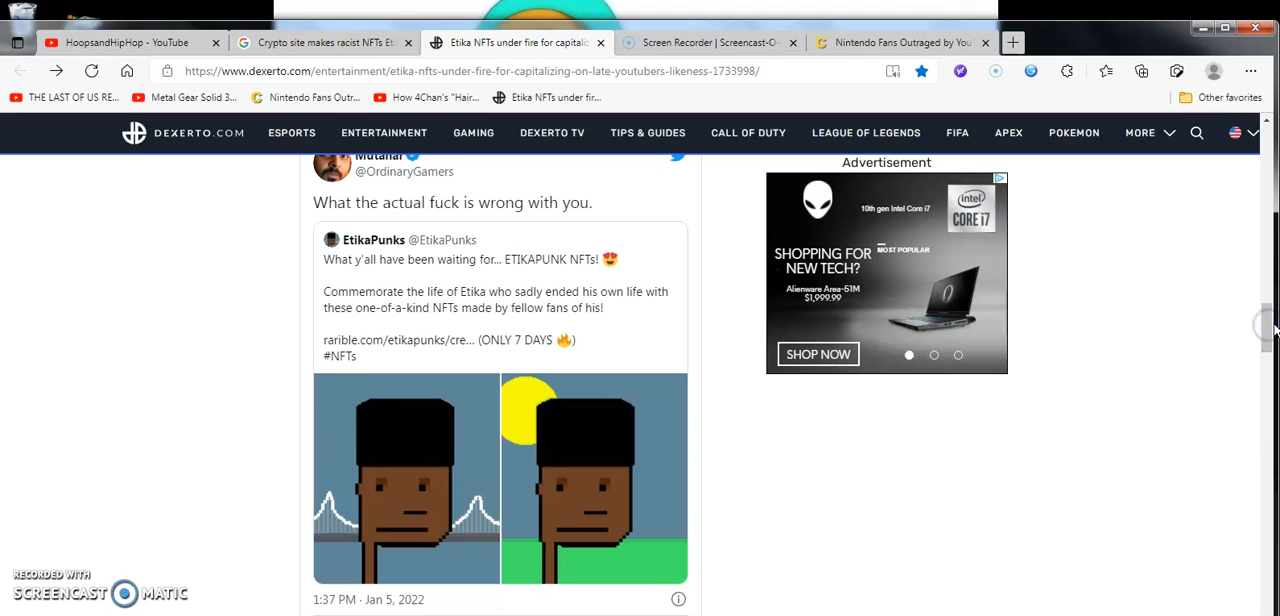 HoopsandHipHop - YouTube
Crypto site makes racist NFTs Eti
Etika NFTs under fire for capitali
Screen Recorder | Screencast-O-
Nintendo Fans Outraged by You
https://www.dexerto.com/entertainment/etika-nfts-under-fire-for-capitalizing-on-late-youtubers-likeness-1733998/
THE LAST OF US RE...
Metal Gear Solid 3...
Nintendo Fans Outr...
How 4Chan's "Hair...
Etika NFTs under fir...
Other favorites
DEXERTO.COM
ESPORTS
ENTERTAINMENT
GAMING
DEXERTO TV
TIPS & GUIDES
CALL OF DUTY
LEAGUE OF LEGENDS
FIFA
APEX
POKEMON
MORE
Mutahar
@OrdinaryGamers
What the actual fuck is wrong with you.
EtikaPunks @EtikaPunks
What y'all have been waiting for... ETIKAPUNK NFTs! 😍
Commemorate the life of Etika who sadly ended his own life with
these one-of-a-kind NFTs made by fellow fans of his!
rarible.com/etikapunks/cre... (ONLY 7 DAYS 🔥)
#NFTs
1:37 PM · Jan 5, 2022
Advertisement
10th gen Intel Core i7
intel
CORE i7
SHOPPING FOR
NEW TECH?
MOST POPULAR
Alienware Area-51M
$1,999.99
SHOP NOW
RECORDED WITH
SCREENCAST MATIC